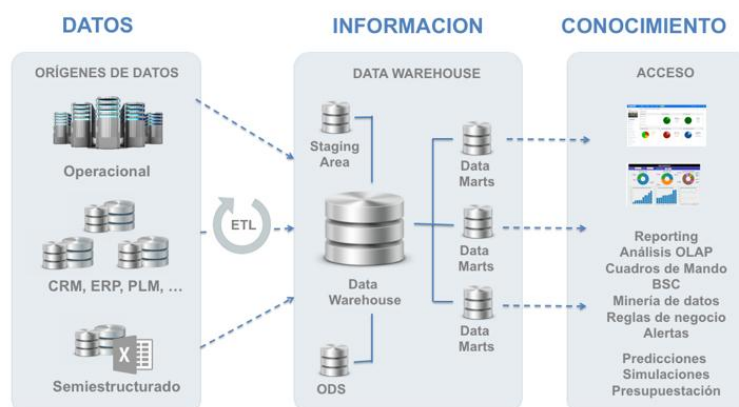 DATOS
INFORMACION
CONOCIMIENTO
ORÍGENES DE DATOS
Operacional
CRM, ERP, PLM, ...
X
Semiestructurado
ETL
DATA WAREHOUSE
Staging
Area
Data
Warehouse
ODS
Data
Marts
Data
Marts
Data
Marts
ACCESO
Reporting
Análisis OLAP
Cuadros de Mando
BSC
Minería de datos
Reglas de negocio
Alertas
Predicciones
Simulaciones
Presupuestación